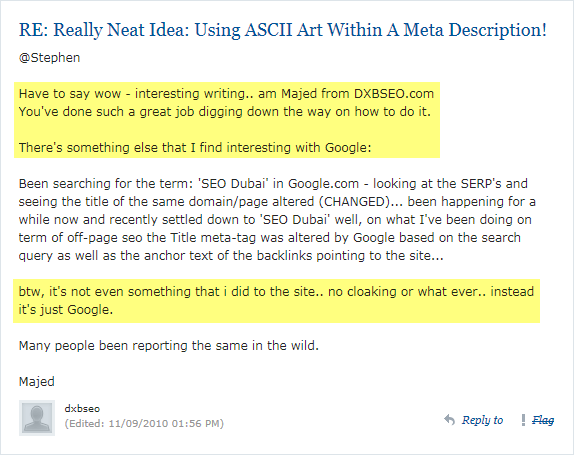 RE: Really Neat Idea: Using ASCII Art Within A Meta Description!
@Stephen
Have to say wow - interesting writing.. am Majed from DXBSEO.com
You've done such a great job digging down the way on how to do it.
There's something else that I find interesting with Google:
Been searching for the term: 'SEO Dubai' in Google.com - looking at the SERP's and
seeing the title of the same domain/page altered (CHANGED)... been happening for a
while now and recently settled down to 'SEO Dubai' well, on what I've been doing on
term of off-page seo the Title meta-tag was altered by Google based on the search
query as well as the anchor text of the backlinks pointing to the site...
btw, it's not even something that i did to the site.. no cloaking or what ever.. instead
it's just Google.
Many people been reporting the same in the wild.
Majed
dxbseo
(Edited: 11/09/2010 01:56 PM)
Reply to
Flag